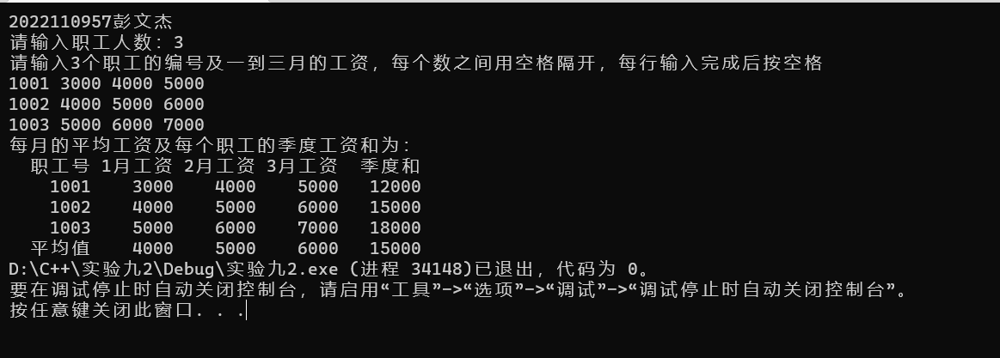 2022110957彭文杰
请输入职工人数：3
请输入3个职工的编号及一到三月的工资，每个数之间用空格隔开，每行输入完成后按空格
1001 3000 4000 5000
1002 4000 5000 6000
1003 5000 6000 7000
每月的平均工资及每个职工的季度工资和为：
职工号 1月工资 2月工资 3月工资 季度和
1001 3000 4000 5000 12000
1002 4000 5000 6000 15000
1003 5000 6000 7000 18000
平均值 4000 5000 6000 15000
D:\C++\实验九2\Debug\实验九2.exe (进程 34148)已退出，代码为 0。
要在调试停止时自动关闭控制台，请启用“工具”->“选项”->“调试”->“调试停止时自动关闭控制台”。
按任意键关闭此窗口. . .